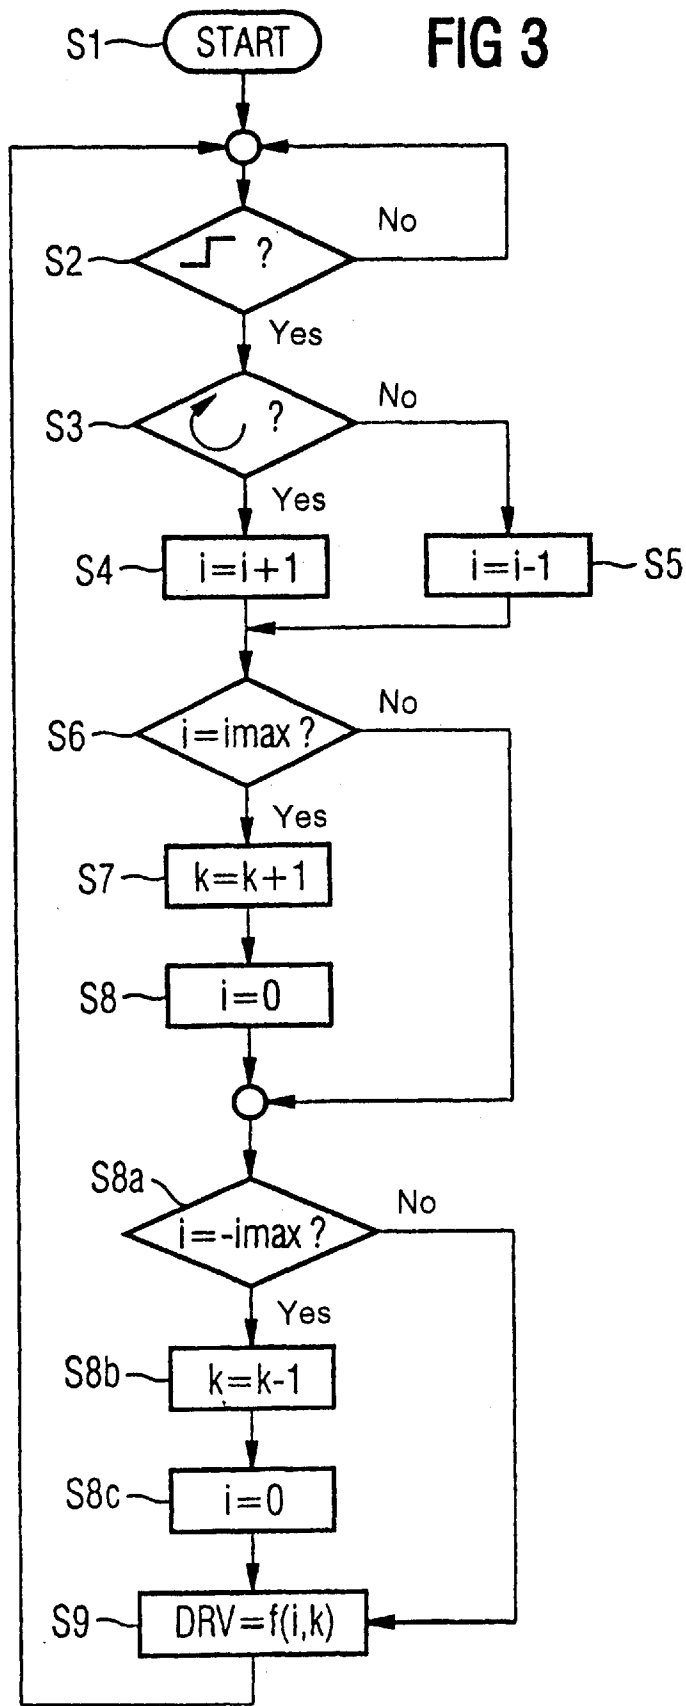 FIG 3
S1
START
No
S2
?
Yes
No
S3
?
Yes
S4
i=i+1
i=i-1
S5
No
S6
i=imax?
Yes
S7
k=k+1
S8
i=0
S8a
No
i=-imax?
Yes
S8b
k=k-1
S8c
i=0
S9
DRV=f(i,k)